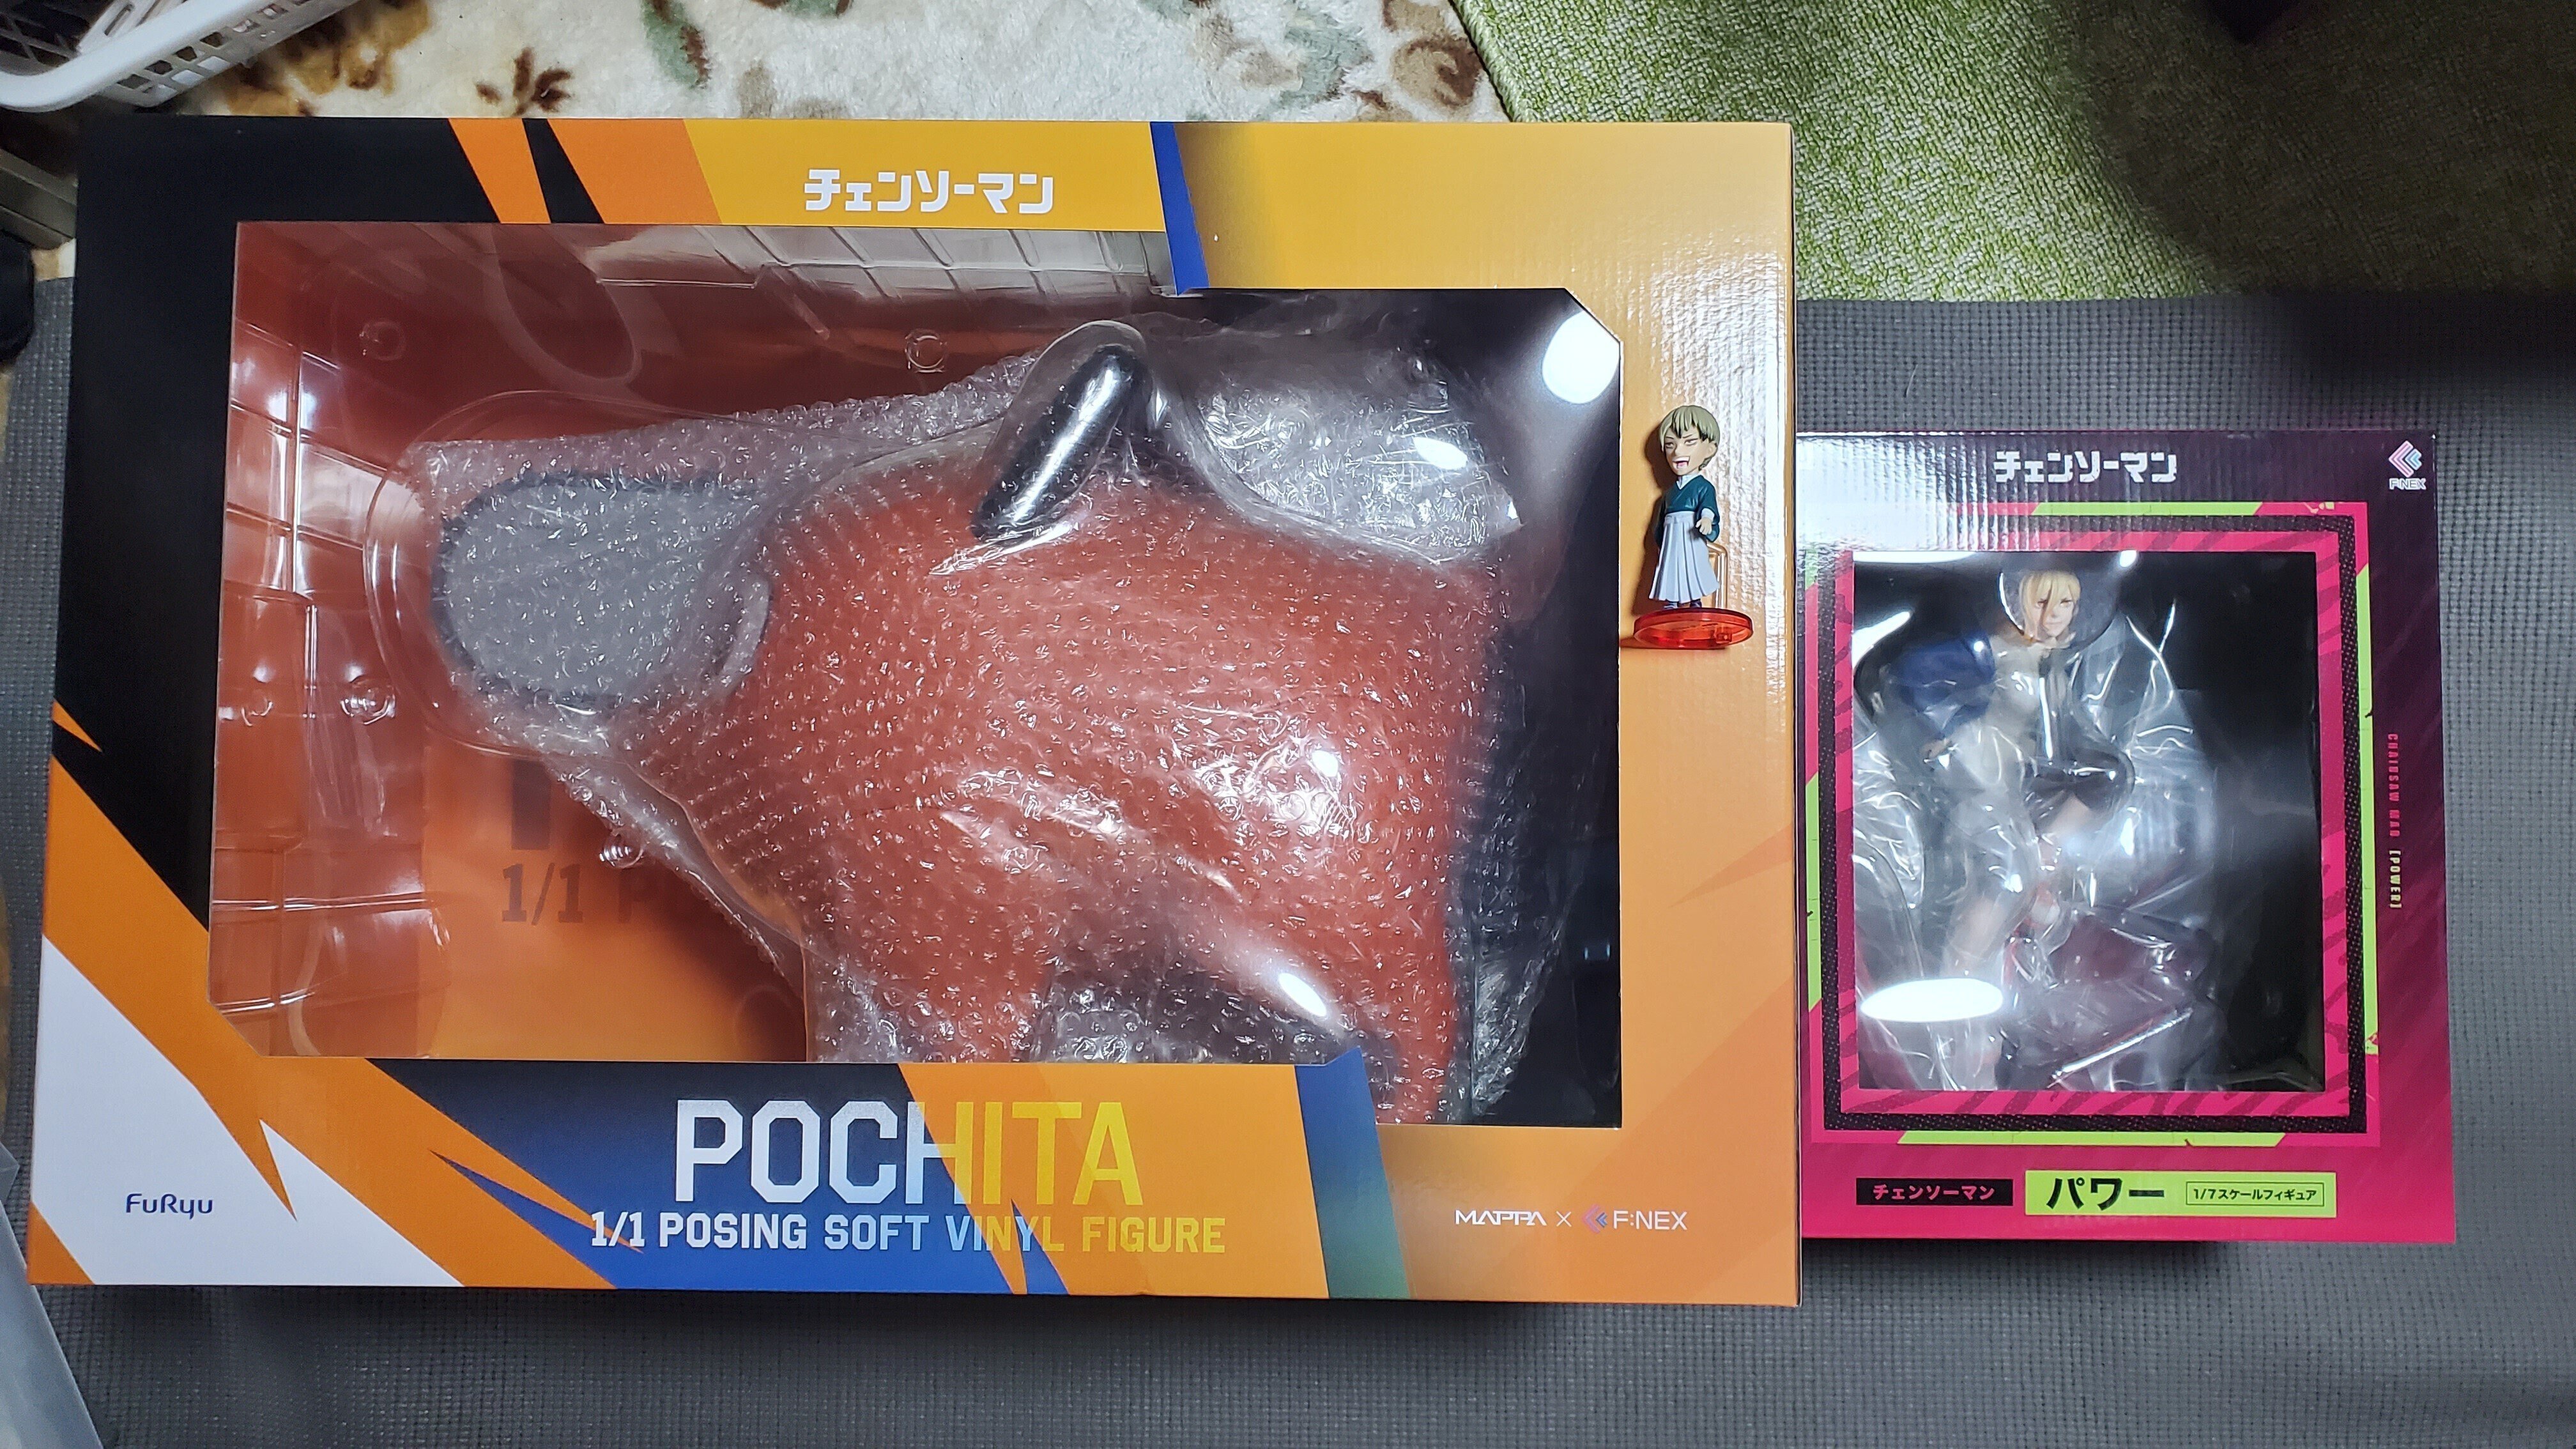 チェンソーマン
1/1 P
POCHITA
1/1 POSING SOFT VINYL FIGURE
FuRyu
MAPPA × F:NEX
チェンソーマン
F:NEX
CHAINSAW MAN [POWER]
チェンソーマン パワー 1/7スケールフィギュア